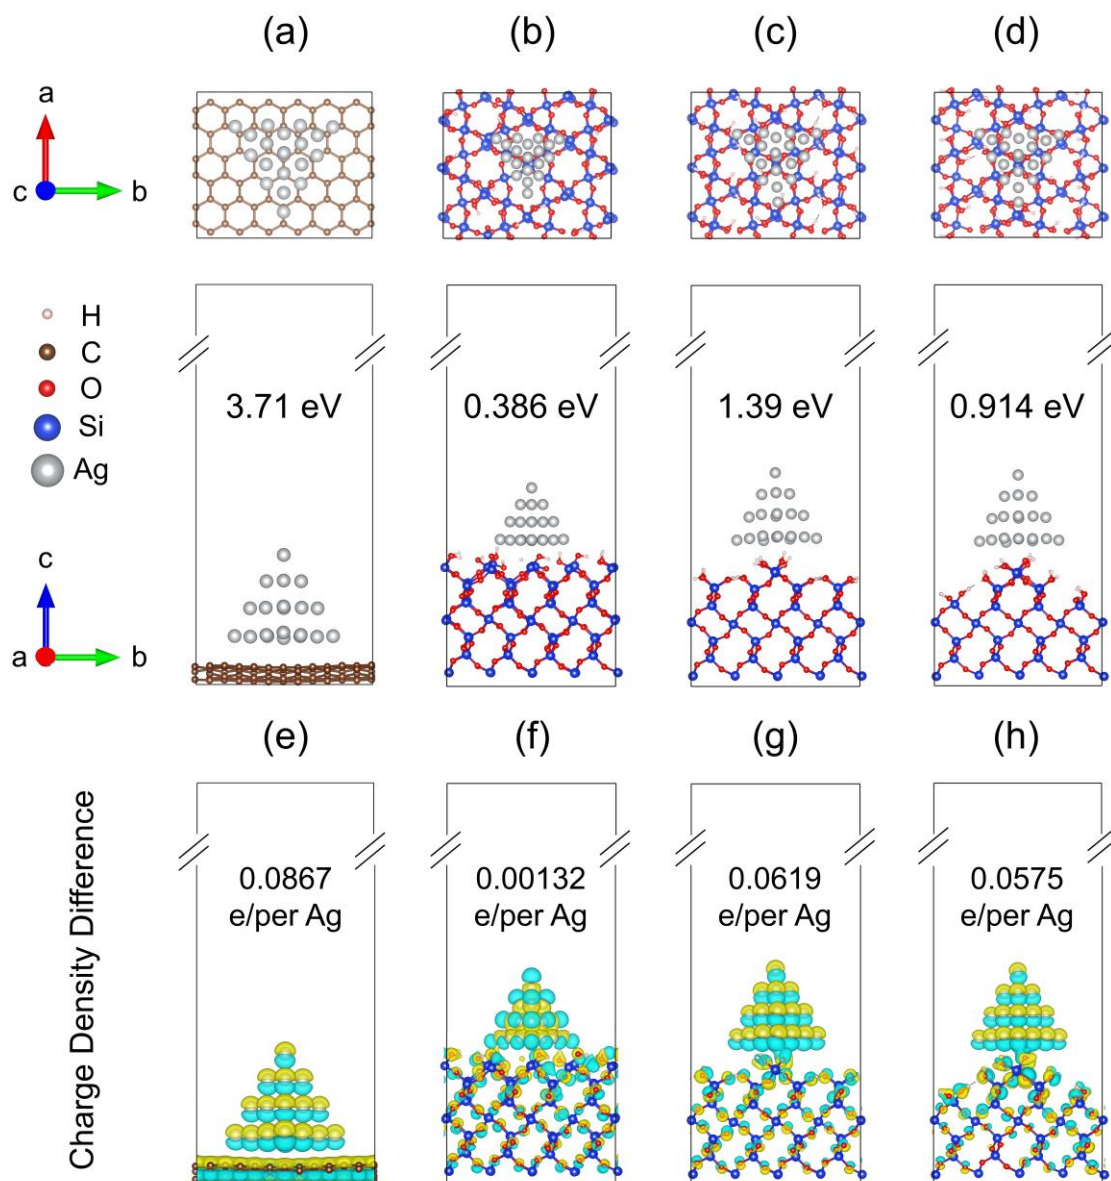 (a)
(b)
(c)
(d)
a
c
b
H
C
O
Si
Ag
3.71 eV
0.386 eV
1.39 eV
0.914 eV
c
a
b
(e)
(f)
(g)
(h)
Charge Density Difference
0.0867
e/per Ag
0.00132
e/per Ag
0.0619
e/per Ag
0.0575
e/per Ag